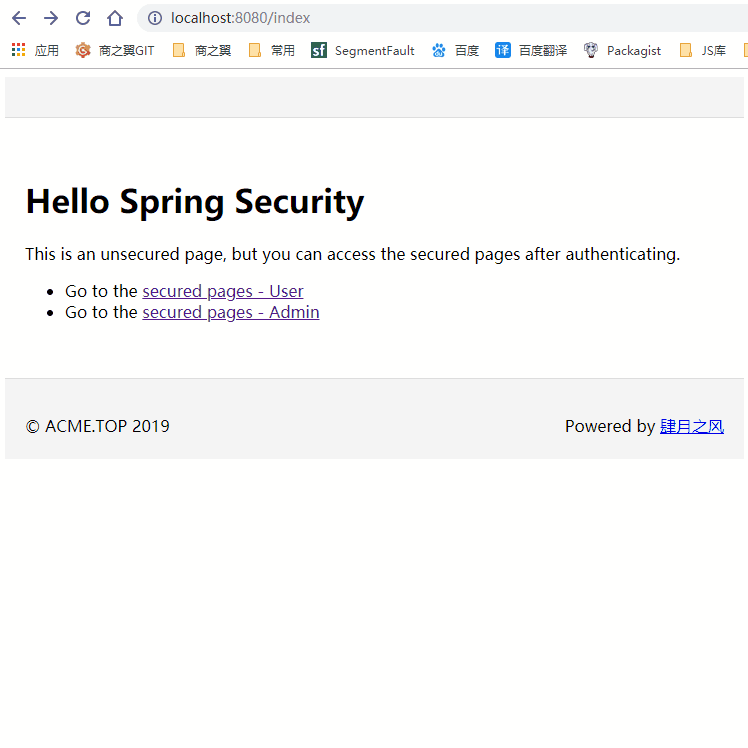 localhost:8080/index
应用 商之翼GIT 商之翼 常用 sf SegmentFault 百度 译 百度翻译 Packagist JS库
Hello Spring Security
This is an unsecured page, but you can access the secured pages after authenticating.
Go to the secured pages - User
Go to the secured pages - Admin
© ACME.TOP 2019 Powered by 肆月之风